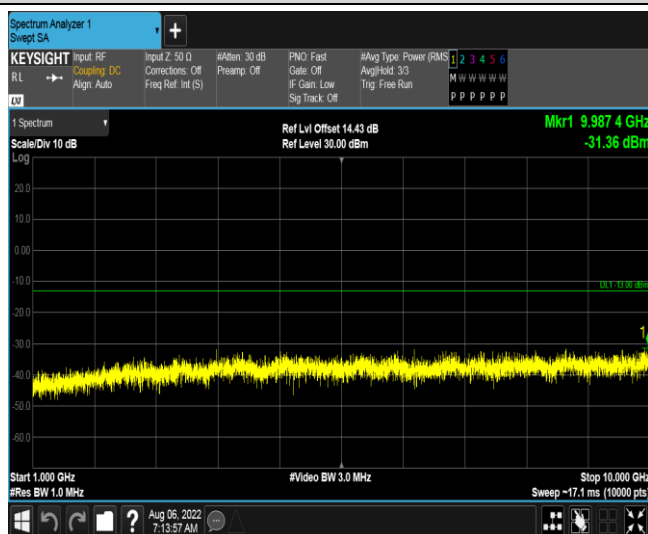 Spectrum Analyzer 1
Swept SA
+
KEYSIGHT Input: RF Input Z: 50 Ω #Atten: 30 dB PNO: Fast #Avg Type: Power (RMS 1 2 3 4 5 6
RL Coupling: DC Corrections: Off Preamp: Off Gate: Off Avg|Hold: 3/3 M W W W W W
Align: Auto Freq Ref: Int (S) IF Gain: Low Trig: Free Run
LXI Sig Track: Off P P P P P P
1 Spectrum Ref Lvl Offset 14.43 dB Mkr1 9.987 4 GHz
Scale/Div 10 dB Ref Level 30.00 dBm -31.36 dBm
Log
20.0
10.0
0.00
-10.0
DL1 -13.00 dBm
-20.0
-30.0
1
-40.0
-50.0
-60.0
Start 1.000 GHz #Video BW 3.0 MHz Stop 10.000 GHz
#Res BW 1.0 MHz Sweep ~17.1 ms (10000 pts)
? Aug 06, 2022
7:13:57 AM